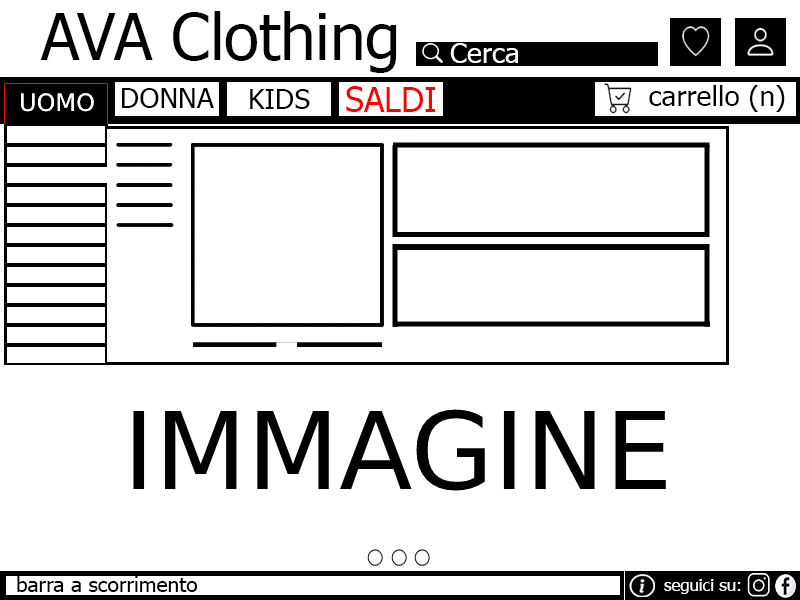 AVA Clothing
Cerca
UOMO
DONNA
KIDS
SALDI
carrello (n)
IMMAGINE
barra a scorrimento
seguici su: